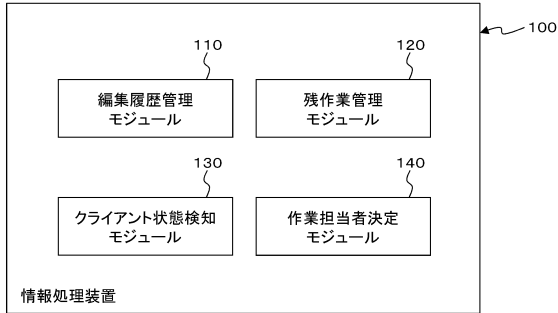 100
110
120
編集履歴管理
モジュール
残作業管理
モジュール
130
140
クライアント状態検知
モジュール
作業担当者決定
モジュール
情報処理装置